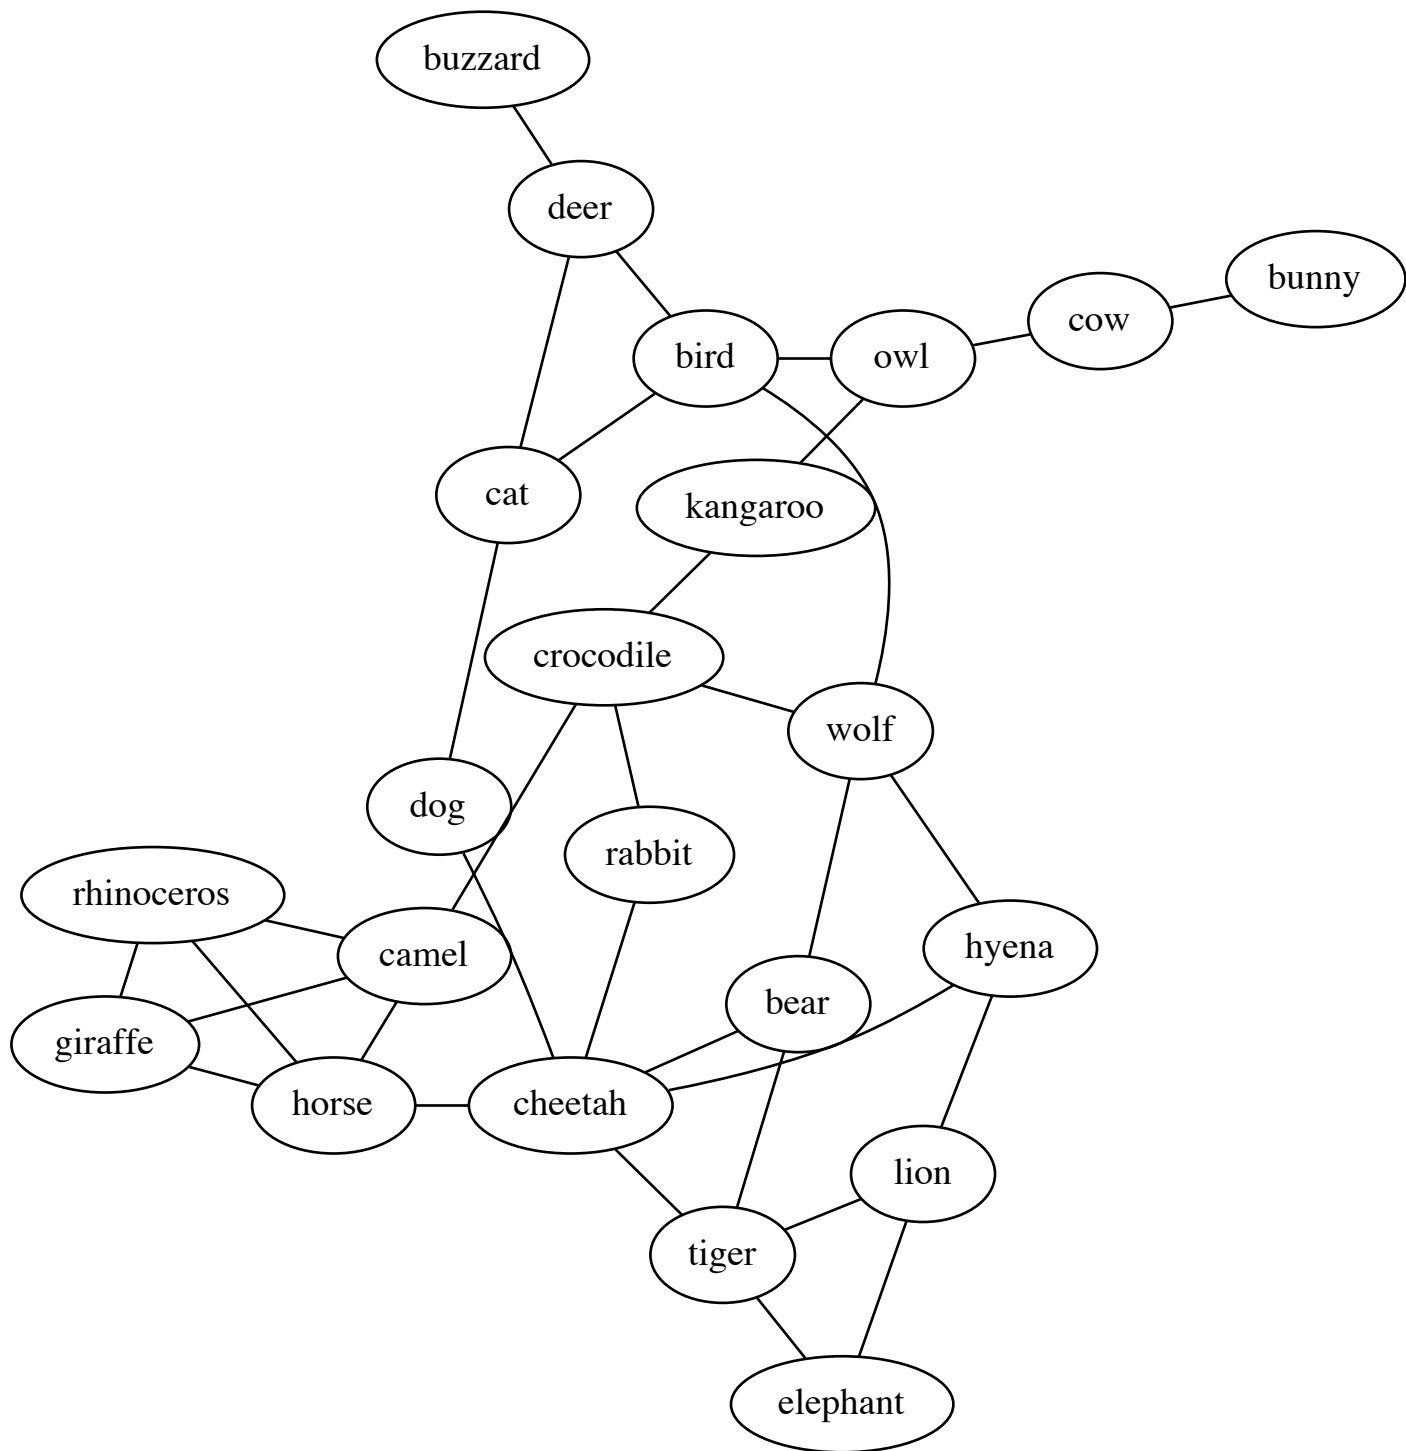 buzzard
deer
bunny
cow
bird
owl
cat
kangaroo
crocodile
wolf
dog
rabbit
rhinoceros
hyena
camel
bear
giraffe
horse
cheetah
lion
tiger
elephant